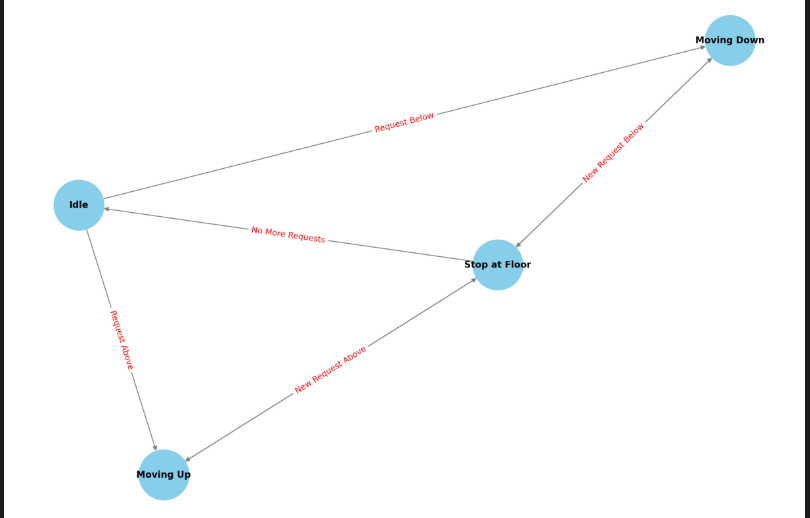 Moving Down
Request Below
New Request Below
Idle
No More Requests
Stop at Floor
Request Above
New Request Above
Moving Up